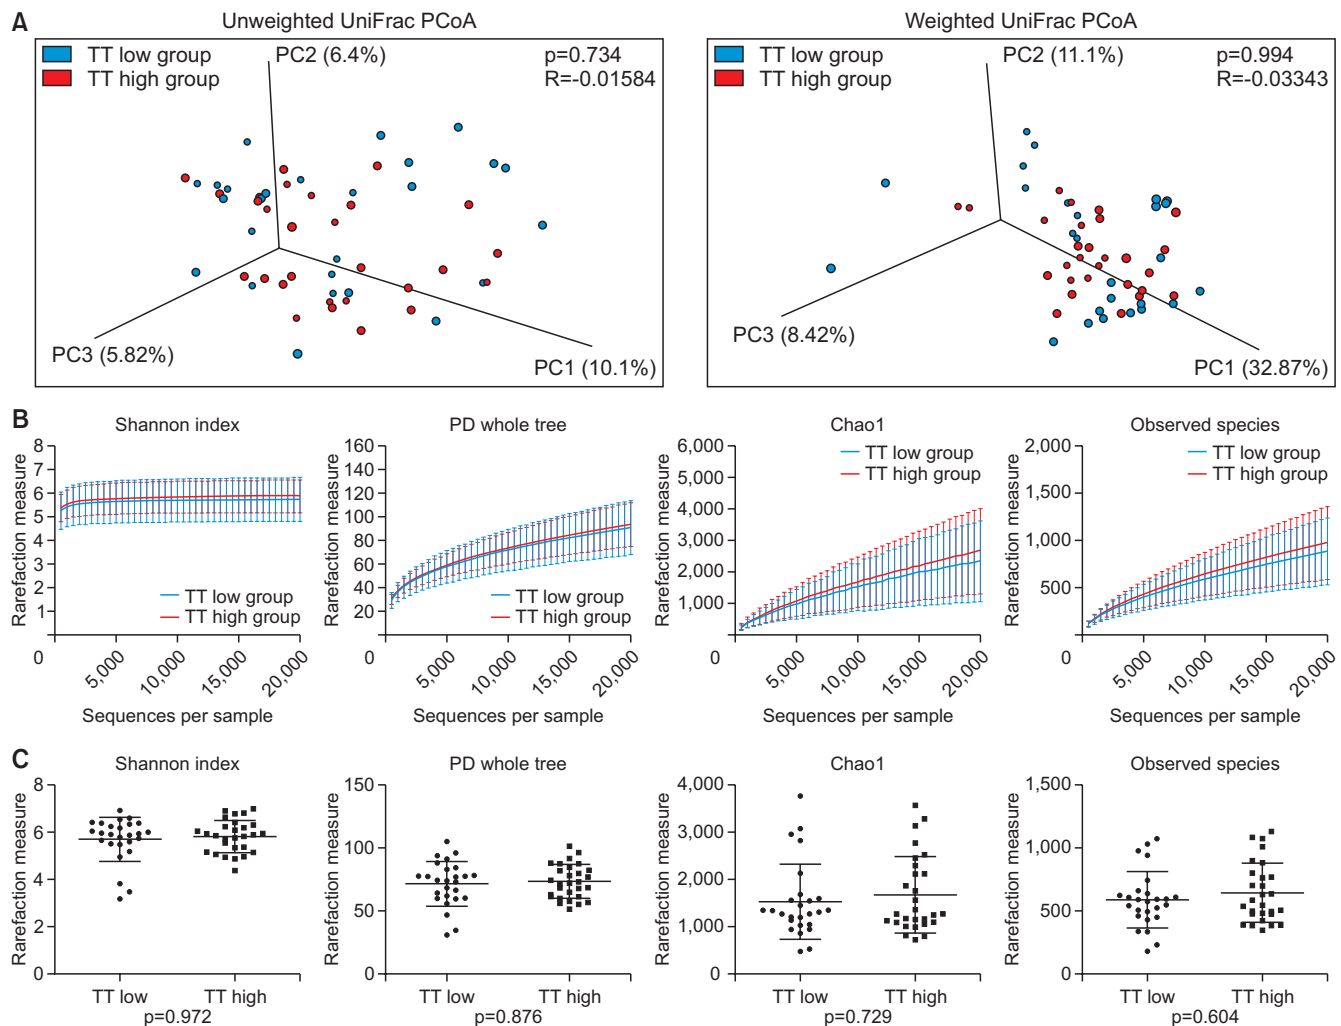 A
Unweighted UniFrac PCoA
TT low group
TT high group
PC2 (6.4%)
p=0.734
R=-0.01584
PC3 (5.82%)
PC1 (10.1%)
Weighted UniFrac PCoA
TT low group
TT high group
PC2 (11.1%)
p=0.994
R=-0.03343
PC3 (8.42%)
PC1 (32.87%)
B
Shannon index
Rarefaction measure
8
7
6
5
4
3
2
1
0
TT low group
TT high group
5,000
10,000
15,000
20,000
Sequences per sample
PD whole tree
Rarefaction measure
160
140
120
100
80
60
40
20
0
TT low group
TT high group
5,000
10,000
15,000
20,000
Sequences per sample
Chao1
Rarefaction measure
6,000
5,000
4,000
3,000
2,000
1,000
0
TT low group
TT high group
5,000
10,000
15,000
20,000
Sequences per sample
Observed species
Rarefaction measure
2,000
1,500
1,000
500
0
TT low group
TT high group
5,000
10,000
15,000
20,000
Sequences per sample
C
Shannon index
Rarefaction measure
8
6
4
2
0
TT low
TT high
p=0.972
PD whole tree
Rarefaction measure
150
100
50
0
TT low
TT high
p=0.876
Chao1
Rarefaction measure
4,000
3,000
2,000
1,000
0
TT low
TT high
p=0.729
Observed species
Rarefaction measure
1,500
1,000
500
0
TT low
TT high
p=0.604